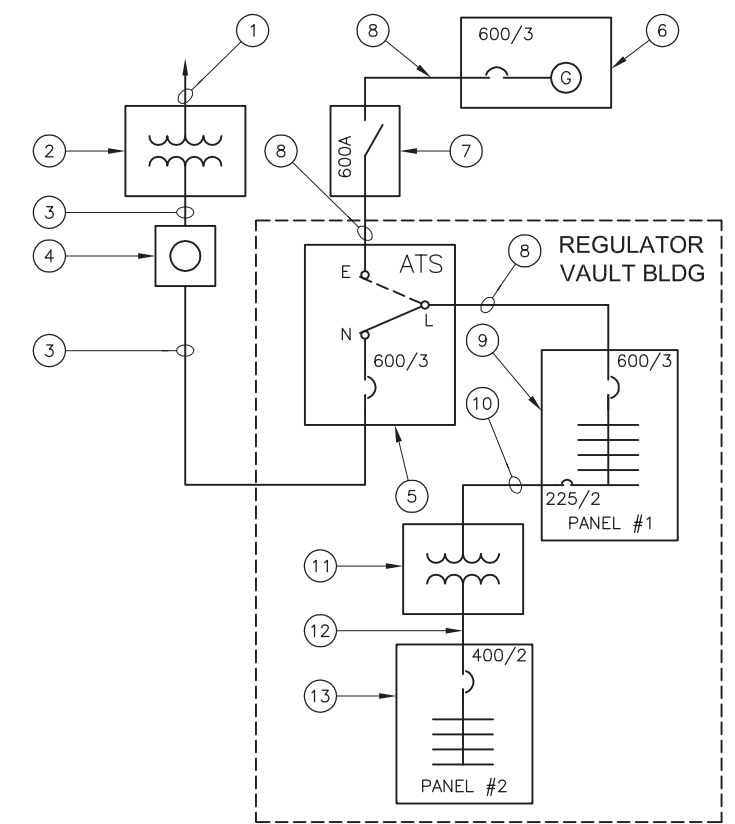 1
8
600/3
6
G
2
600A
7
3
8
4
ATS
E
8
REGULATOR
VAULT BLDG
L
N
3
9
600/3
600/3
10
5
225/2
PANEL #1
11
12
400/2
13
PANEL #2